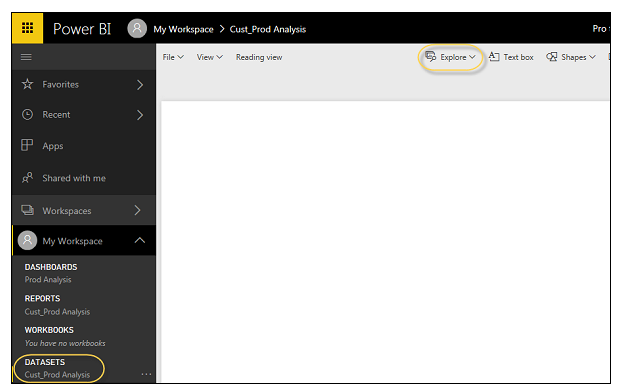 Power BI
My Workspace > Cust_Prod Analysis
Pro
File
View
Reading view
Explore
Text box
Shapes
Favorites
Recent
Apps
Shared with me
Workspaces
My Workspace
DASHBOARDS
Prod Analysis
REPORTS
Cust_Prod Analysis
WORKBOOKS
You have no workbooks
DATASETS
Cust_Prod Analysis ...